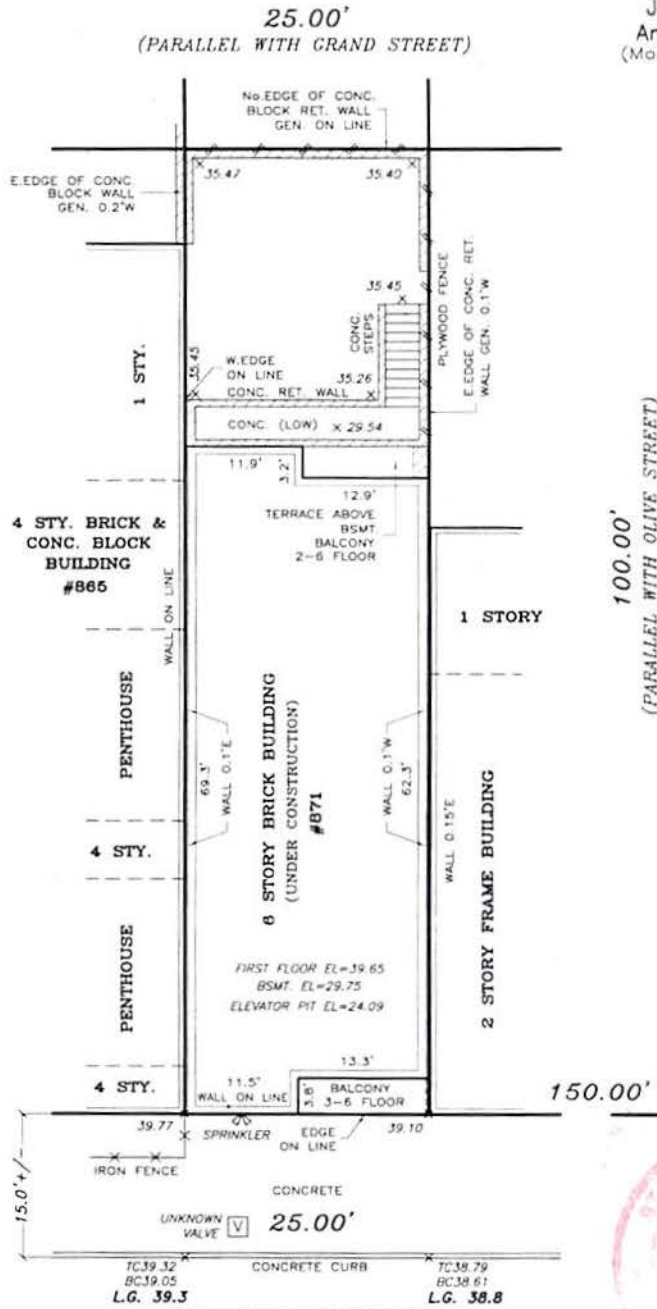 25.00'
(PARALLEL WITH GRAND STREET)
No.EDGE OF CONC.
BLOCK RET. WALL
GEN. ON LINE
E.EDGE OF CONC.
BLOCK WALL
GEN. 0.2'W
35.47
35.40
35.45
CONC.
STEPS
PLYWOOD FENCE
E.EDGE OF CONC. RET.
WALL GEN. 0.1'W
1 STY.
35.45
W.EDGE
ON LINE
35.26
CONC. RET. WALL
CONC. (LOW)
29.54
11.9'
3.2'
12.9'
TERRACE ABOVE
BSMT.
BALCONY
2-6 FLOOR
100.00'
(PARALLEL WITH OLIVE STREET)
4 STY. BRICK &
CONC. BLOCK
BUILDING
#865
WALL ON LINE
1 STORY
PENTHOUSE
69.3'
WALL 0.1'E
6 STORY BRICK BUILDING
(UNDER CONSTRUCTION)
#871
WALL 0.1'W
62.3'
WALL 0.15'E
2 STORY FRAME BUILDING
4 STY.
PENTHOUSE
FIRST FLOOR EL=39.65
BSMT. EL=29.75
ELEVATOR PIT EL=24.09
4 STY.
11.5'
WALL ON LINE
13.3'
3.8'
BALCONY
3-6 FLOOR
150.00'
39.77
SPRINKLER
EDGE
ON LINE
39.10
15.0'+/-
IRON FENCE
CONCRETE
UNKNOWN
VALVE
V
25.00'
TC39.32
BC39.05
L.G. 39.3
CONCRETE CURB
TC38.79
BC38.61
L.G. 38.8